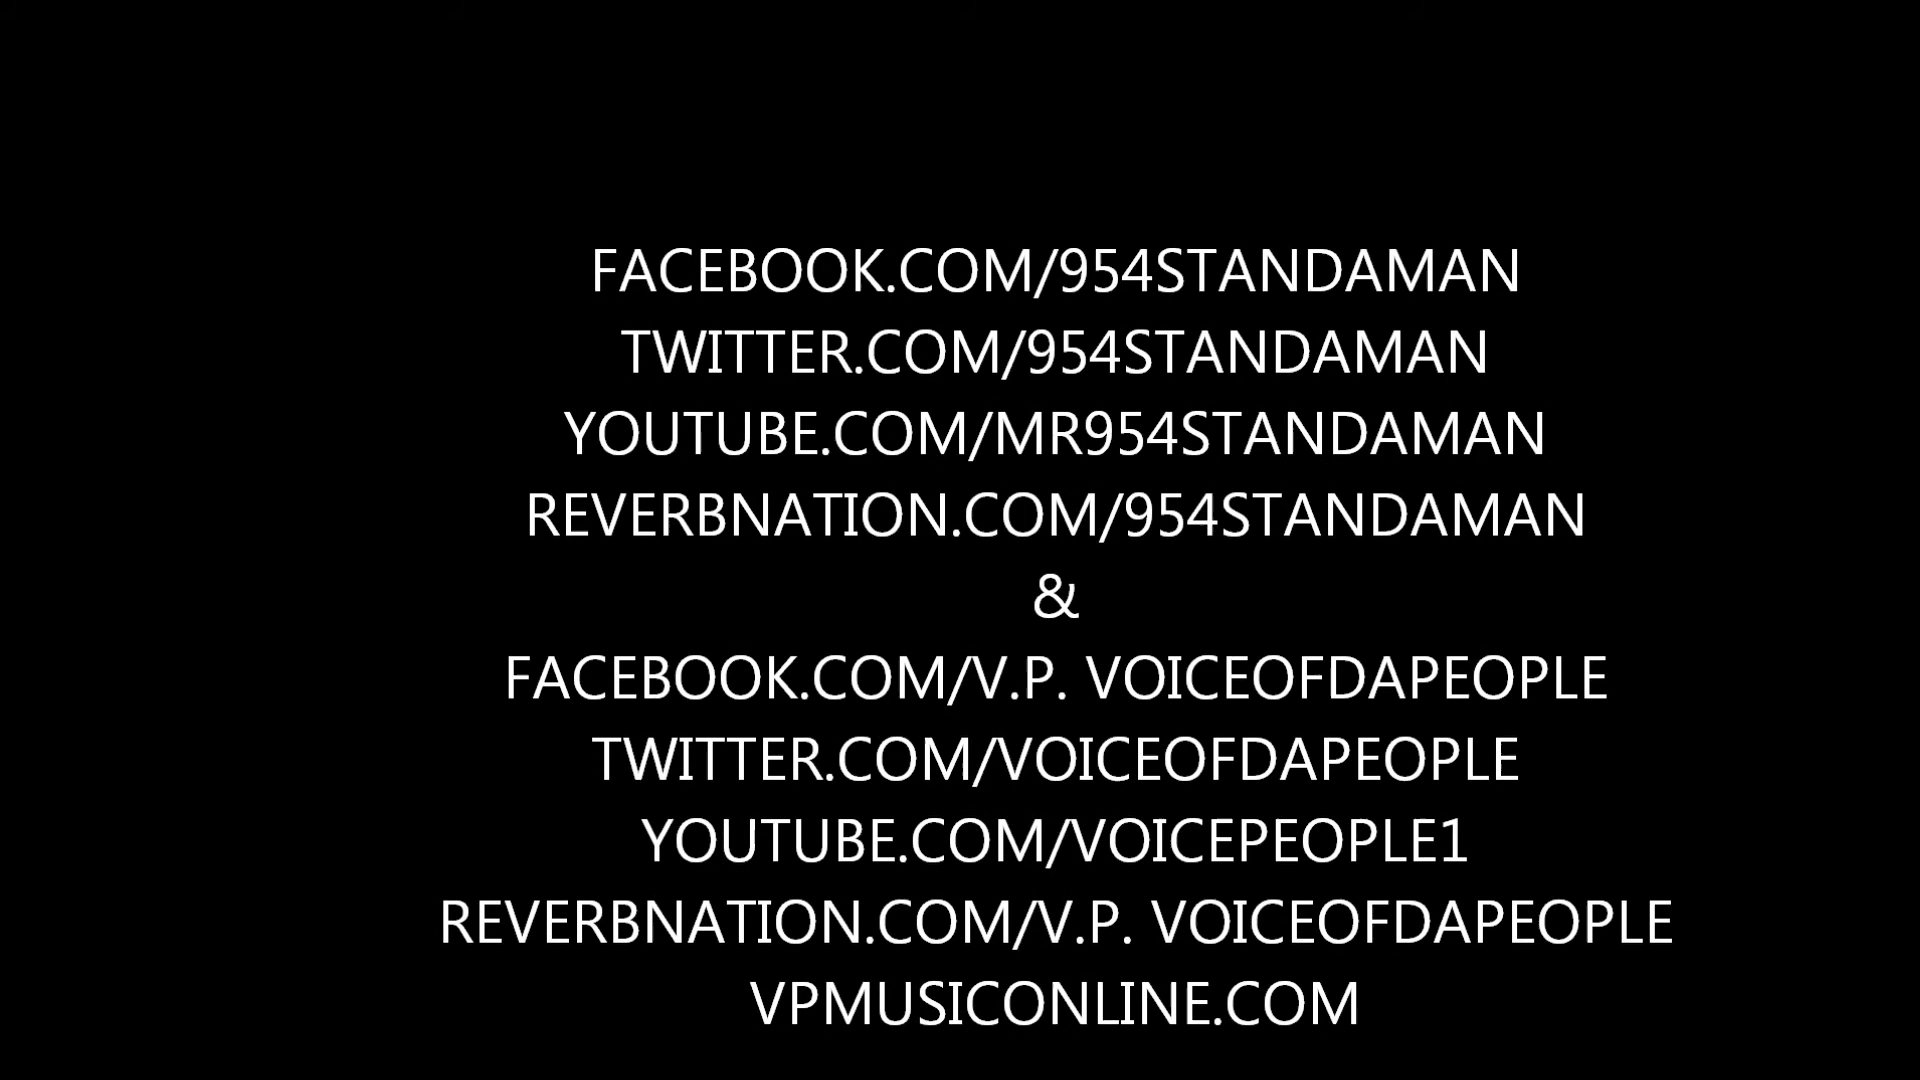 FACEBOOK.COM/954STANDAMAN
TWITTER.COM/954STANDAMAN
YOUTUBE.COM/MR954STANDAMAN
REVERBNATION.COM/954STANDAMAN
&
FACEBOOK.COM/V.P. VOICEOFDAPEOPLE
TWITTER.COM/VOICEOFDAPEOPLE
YOUTUBE.COM/VOICEPEOPLE1
REVERBNATION.COM/V.P. VOICEOFDAPEOPLE
VPMUSICONLINE.COM